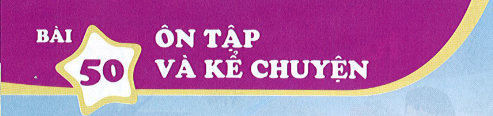 BÀI
50
ÔN TẬP
VÀ KỂ CHUYỆN